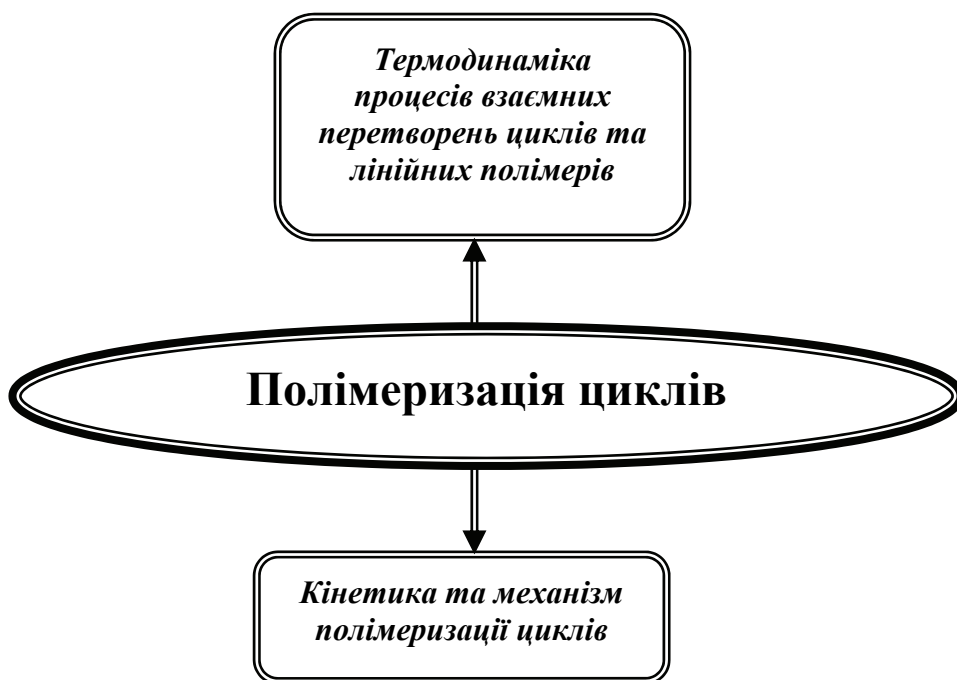 Термодинаміка
процесів взаємних
перетворень циклів та
лінійних полімерів
Полімеризація циклів
Кінетика та механізм
полімеризації циклів